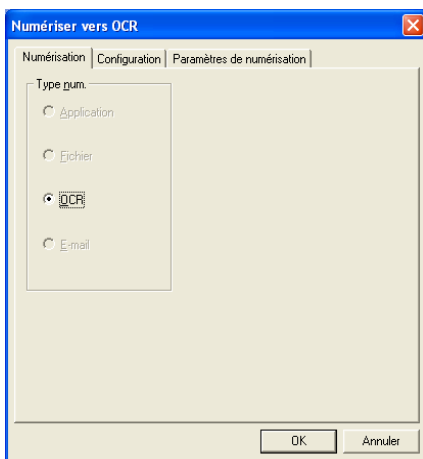 Numériser vers OCR
Numérisation Configuration Paramètres de numérisation
Type num.
Application
Fichier
OCR
E-mail
OK Annuler